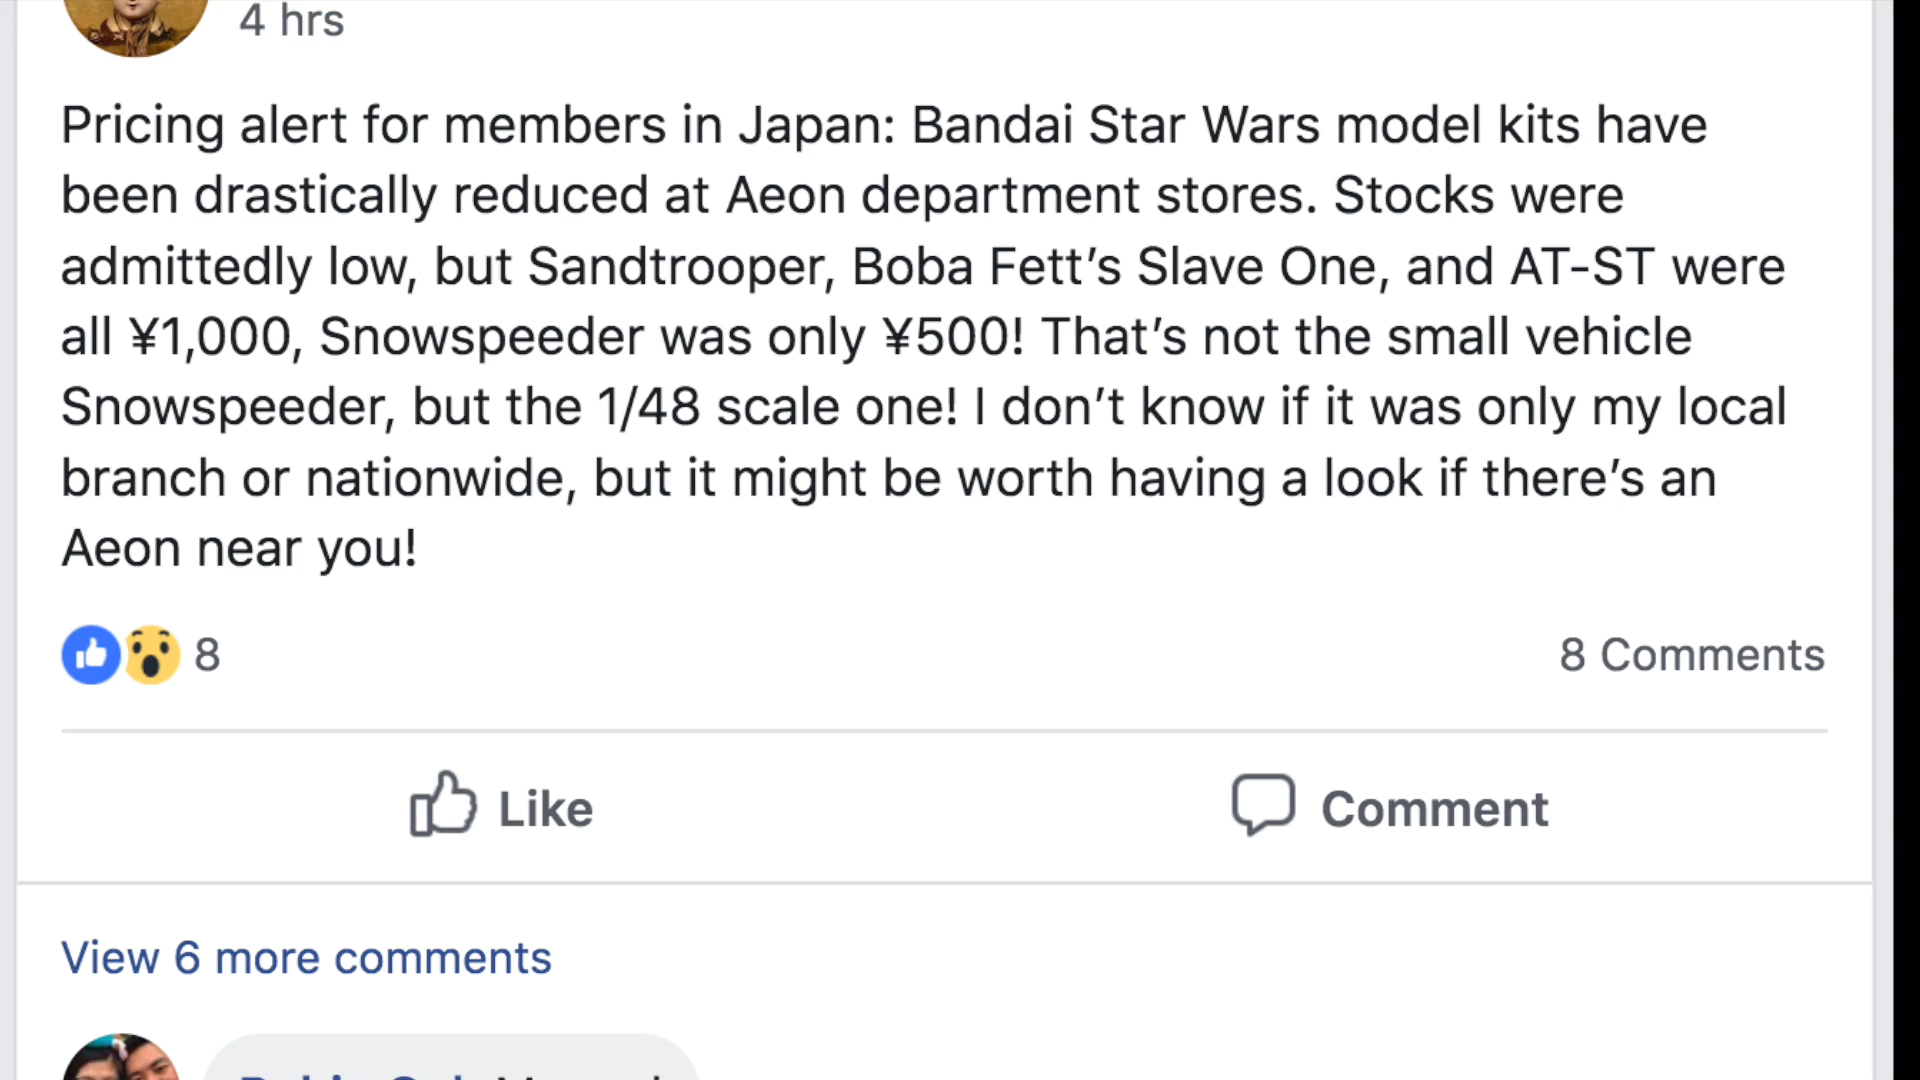 4 hrs
Pricing alert for members in Japan: Bandai Star Wars model kits have
been drastically reduced at Aeon department stores. Stocks were
admittedly low, but Sandtrooper, Boba Fett’s Slave One, and AT-ST were
all ¥1,000, Snowspeeder was only ¥500! That’s not the small vehicle
Snowspeeder, but the 1/48 scale one! I don’t know if it was only my local
branch or nationwide, but it might be worth having a look if there’s an
Aeon near you!
8
8 Comments
Like
Comment
View 6 more comments